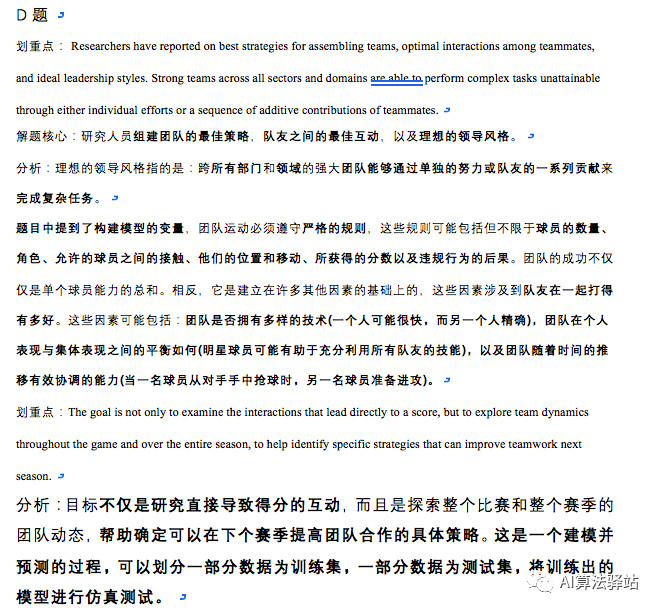 D 题
划重点：Researchers have reported on best strategies for assembling teams, optimal interactions among teammates,
and ideal leadership styles. Strong teams across all sectors and domains are able to perform complex tasks unattainable
through either individual efforts or a sequence of additive contributions of teammates.
解题核心：研究人员组建团队的最佳策略，队友之间的最佳互动，以及理想的领导风格。
分析：理想的领导风格指的是：跨所有部门和领域的强大团队能够通过单独的努力或队友的一系列贡献来
完成复杂任务。
题目中提到了构建模型的变量，团队运动必须遵守严格的规则，这些规则可能包括但不限于球员的数量、
角色、允许的球员之间的接触、他们的位置和移动、所获得的分数以及违规行为的后果。团队的成功不仅
仅是单个球员能力的总和。相反，它是建立在许多其他因素的基础上的，这些因素涉及到队友在一起打得
有多好。这些因素可能包括：团队是否拥有多样的技术(一个人可能很快，而另一个人精确)，团队在个人
表现与集体表现之间的平衡如何(明星球员可能有助于充分利用所有队友的技能)，以及团队随着时间的推
移有效协调的能力(当一名球员从对手手中抢球时，另一名球员准备进攻)。
划重点：The goal is not only to examine the interactions that lead directly to a score, but to explore team dynamics
throughout the game and over the entire season, to help identify specific strategies that can improve teamwork next
season.
分析：目标不仅是研究直接导致得分的互动，而且是探索整个比赛和整个赛季的
团队动态，帮助确定可以在下个赛季提高团队合作的具体策略。这是一个建模并
预测的过程，可以划分一部分数据为训练集，一部分数据为测试集，将训练出的
模型进行仿真测试。
AI算法驿站